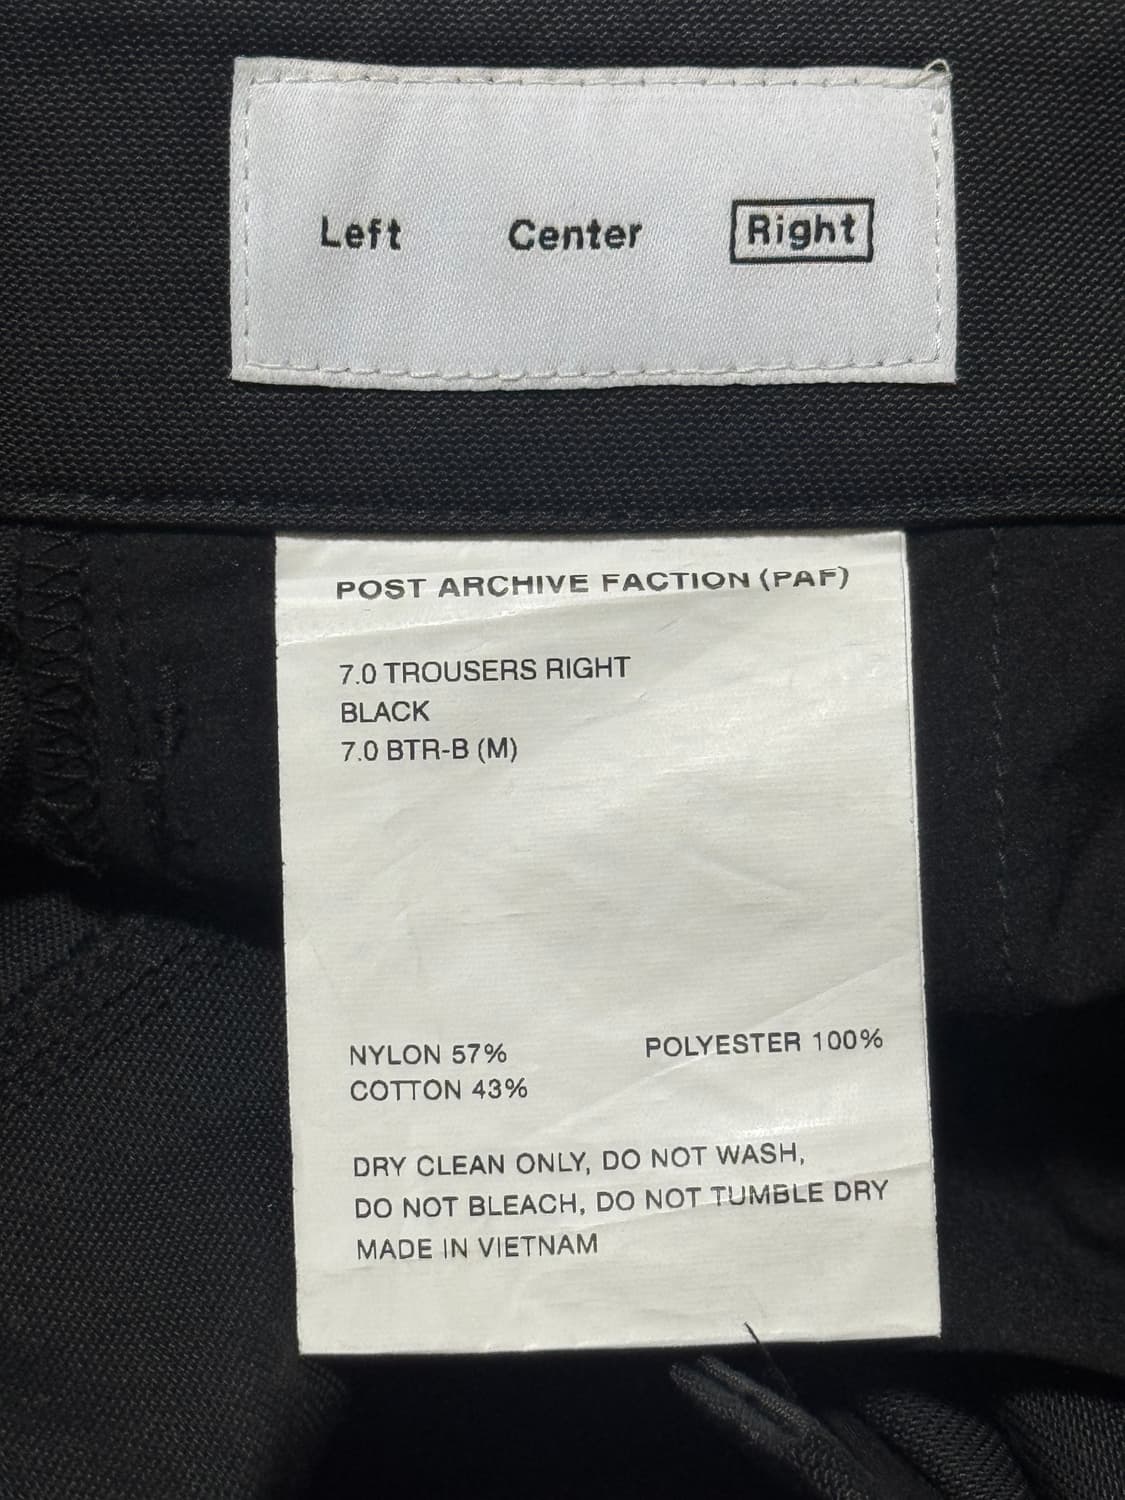 Left Center Right
POST ARCHIVE FACTION (PAF)
7.0 TROUSERS RIGHT
BLACK
7.0 BTR-B (M)
NYLON 57% POLYESTER 100%
COTTON 43%
DRY CLEAN ONLY, DO NOT WASH,
DO NOT BLEACH, DO NOT TUMBLE DRY
MADE IN VIETNAM